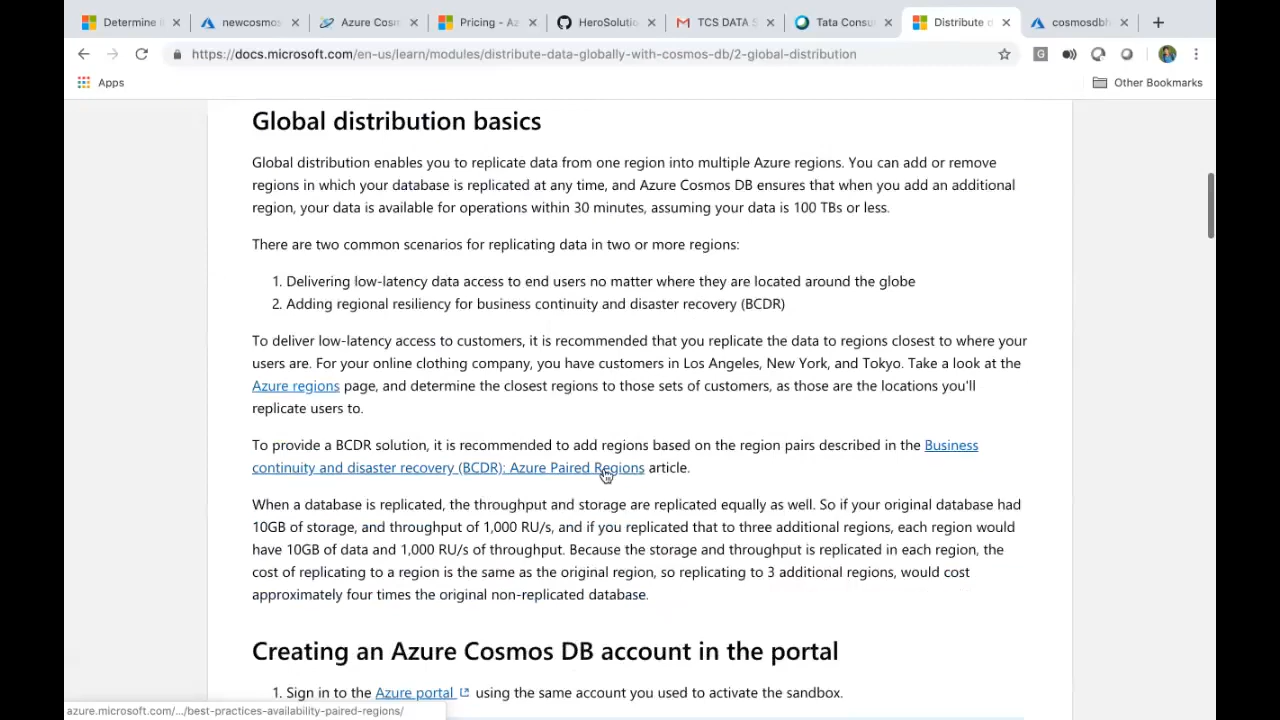 Determine
newcosmos
Azure Cosm
Pricing - Az
HeroSolutio
TCS DATA S
Tata Consu
Distribute d
cosmosdbh
https://docs.microsoft.com/en-us/learn/modules/distribute-data-globally-with-cosmos-db/2-global-distribution
G
Apps
Other Bookmarks
Global distribution basics
Global distribution enables you to replicate data from one region into multiple Azure regions. You can add or remove
regions in which your database is replicated at any time, and Azure Cosmos DB ensures that when you add an additional
region, your data is available for operations within 30 minutes, assuming your data is 100 TBs or less.
There are two common scenarios for replicating data in two or more regions:
1. Delivering low-latency data access to end users no matter where they are located around the globe
2. Adding regional resiliency for business continuity and disaster recovery (BCDR)
To deliver low-latency access to customers, it is recommended that you replicate the data to regions closest to where your
users are. For your online clothing company, you have customers in Los Angeles, New York, and Tokyo. Take a look at the
Azure regions page, and determine the closest regions to those sets of customers, as those are the locations you'll
replicate users to.
To provide a BCDR solution, it is recommended to add regions based on the region pairs described in the Business
continuity and disaster recovery (BCDR): Azure Paired Regions article.
When a database is replicated, the throughput and storage are replicated equally as well. So if your original database had
10GB of storage, and throughput of 1,000 RU/s, and if you replicated that to three additional regions, each region would
have 10GB of data and 1,000 RU/s of throughput. Because the storage and throughput is replicated in each region, the
cost of replicating to a region is the same as the original region, so replicating to 3 additional regions, would cost
approximately four times the original non-replicated database.
Creating an Azure Cosmos DB account in the portal
1. Sign in to the Azure portal using the same account you used to activate the sandbox.
azure.microsoft.com/.../best-practices-availability-paired-regions/